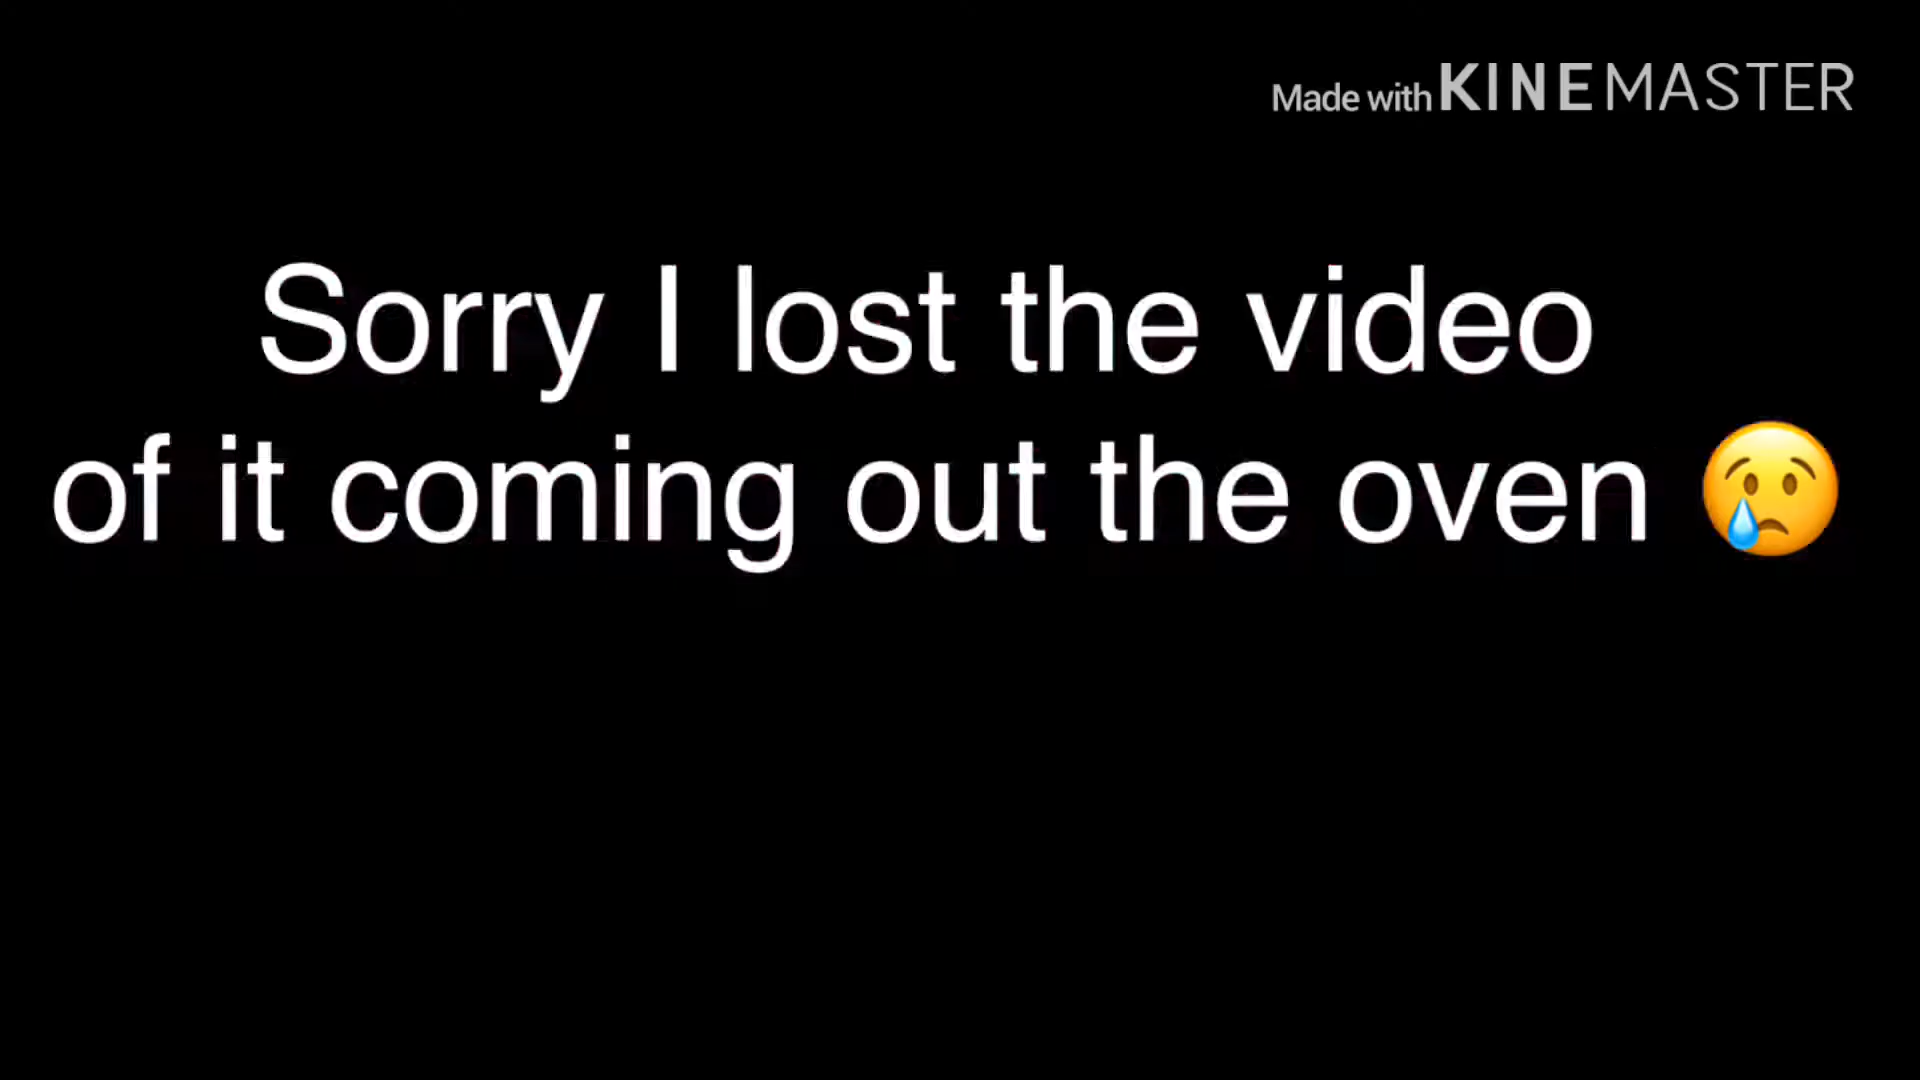 Made with KINEMASTER
Sorry I lost the video
of it coming out the oven 😢